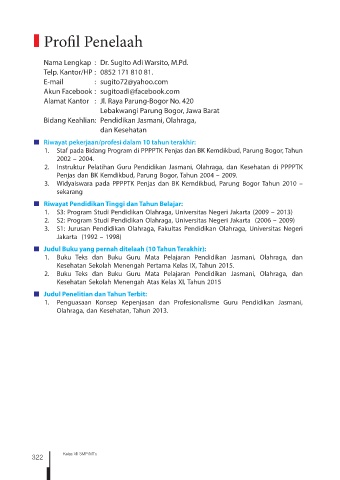 Profil Penelaah
Nama Lengkap : Dr. Sugito Adi Warsito, M.Pd.
Telp. Kantor/HP : 0852 171 810 81.
E-mail : sugito72@yahoo.com
Akun Facebook : sugitoadi@facebook.com
Alamat Kantor : Jl. Raya Parung-Bogor No. 420
Lebakwangi Parung Bogor, Jawa Barat
Bidang Keahlian: Pendidikan Jasmani, Olahraga,
dan Kesehatan
Riwayat pekerjaan/profesi dalam 10 tahun terakhir:
1. Staf pada Bidang Program di PPPPTK Penjas dan BK Kemdikbud, Parung Bogor, Tahun
2002 – 2004.
2. Instruktur Pelatihan Guru Pendidikan Jasmani, Olahraga, dan Kesehatan di PPPPTK
Penjas dan BK Kemdikbud, Parung Bogor, Tahun 2004 – 2009.
3. Widyaiswara pada PPPPTK Penjas dan BK Kemdikbud, Parung Bogor Tahun 2010 –
sekarang
Riwayat Pendidikan Tinggi dan Tahun Belajar:
1. S3: Program Studi Pendidikan Olahraga, Universitas Negeri Jakarta (2009 – 2013)
2. S2: Program Studi Pendidikan Olahraga, Universitas Negeri Jakarta (2006 – 2009)
3. S1: Jurusan Pendidikan Olahraga, Fakultas Pendidikan Olahraga, Universitas Negeri
Jakarta (1992 – 1998)
Judul Buku yang pernah ditelaah (10 Tahun Terakhir):
1. Buku Teks dan Buku Guru Mata Pelajaran Pendidikan Jasmani, Olahraga, dan
Kesehatan Sekolah Menengah Pertama Kelas IX, Tahun 2015.
2. Buku Teks dan Buku Guru Mata Pelajaran Pendidikan Jasmani, Olahraga, dan
Kesehatan Sekolah Menengah Atas Kelas XI, Tahun 2015
Judul Penelitian dan Tahun Terbit:
1. Penguasaan Konsep Kepenjasan dan Profesionalisme Guru Pendidikan Jasmani,
Olahraga, dan Kesehatan, Tahun 2013.
322 Kelas SMP/MTs